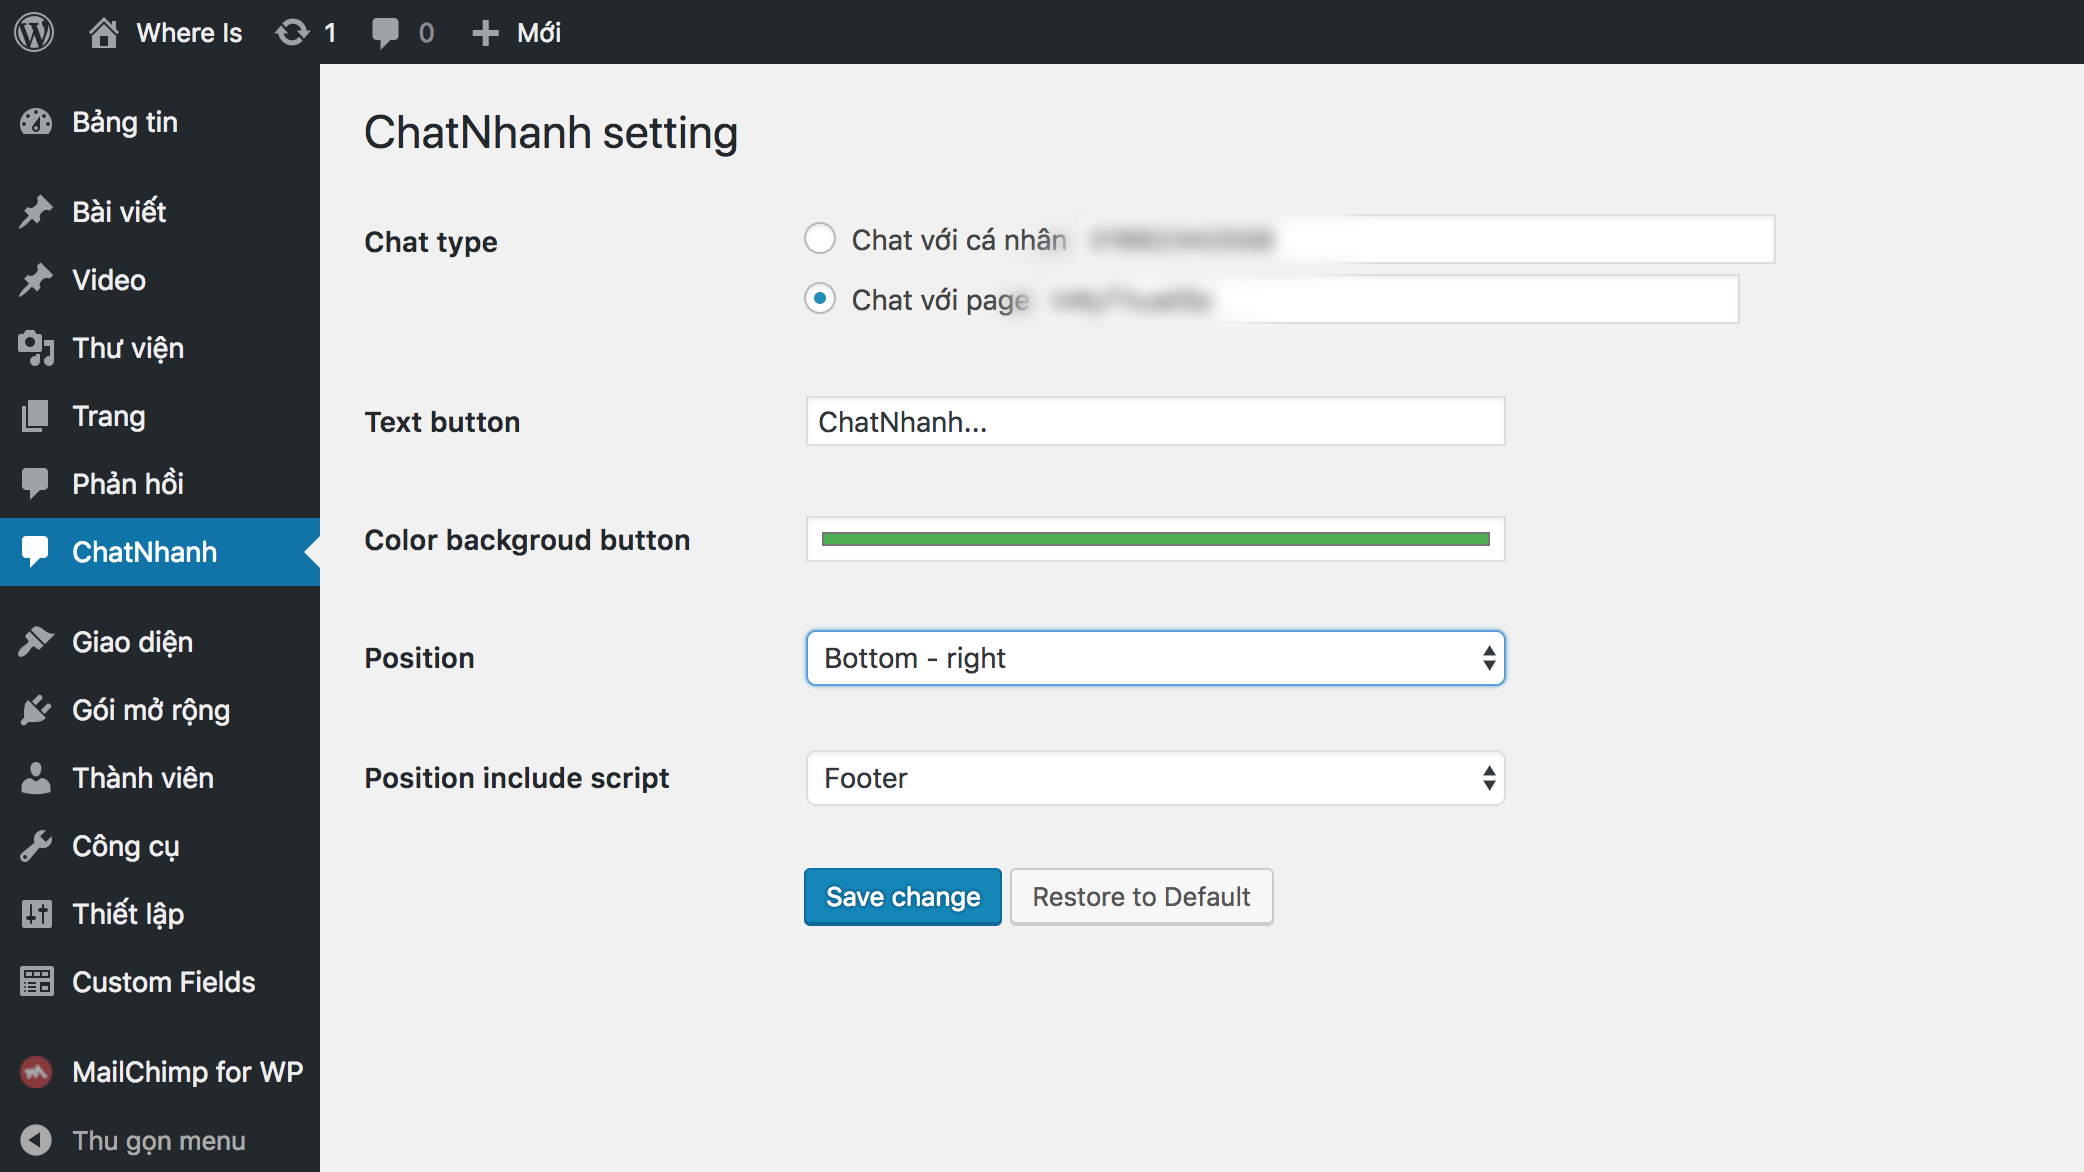 Where Is 1 0 Mới
Bảng tin
Bài viết
Video
Thư viện
Trang
Phản hồi
ChatNhanh
Giao diện
Gói mở rộng
Thành viên
Công cụ
Thiết lập
Custom Fields
MailChimp for WP
Thu gọn menu
ChatNhanh setting
Chat type
Chat với cá nhân
Chat với page
Text button
ChatNhanh...
Color backgroud button
Position
Bottom - right
Position include script
Footer
Save change
Restore to Default